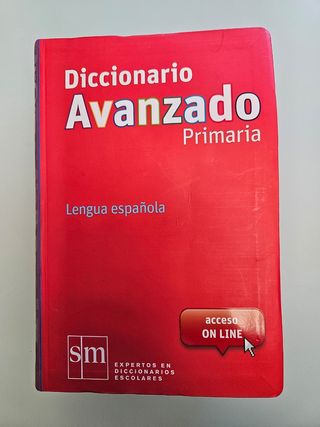 Diccionario
Avanzado
Primaria
Lengua española
acceso
ON LINE
sm
EXPERTOS EN
DICCIONARIOS
ESCOLARES